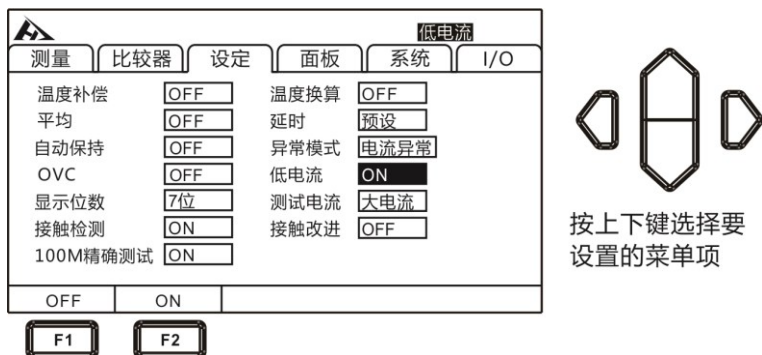 低电流
测量 比较器 设定 面板 系统 I/O
温度补偿 OFF 温度换算 OFF
平均 OFF 延时 预设
自动保持 OFF 异常模式 电流异常
OVC OFF 低电流 ON
显示位数 7位 测试电流 大电流
接触检测 ON 接触改进 OFF
100M精确测试 ON
OFF ON
F1 F2
按上下键选择要
设置的菜单项